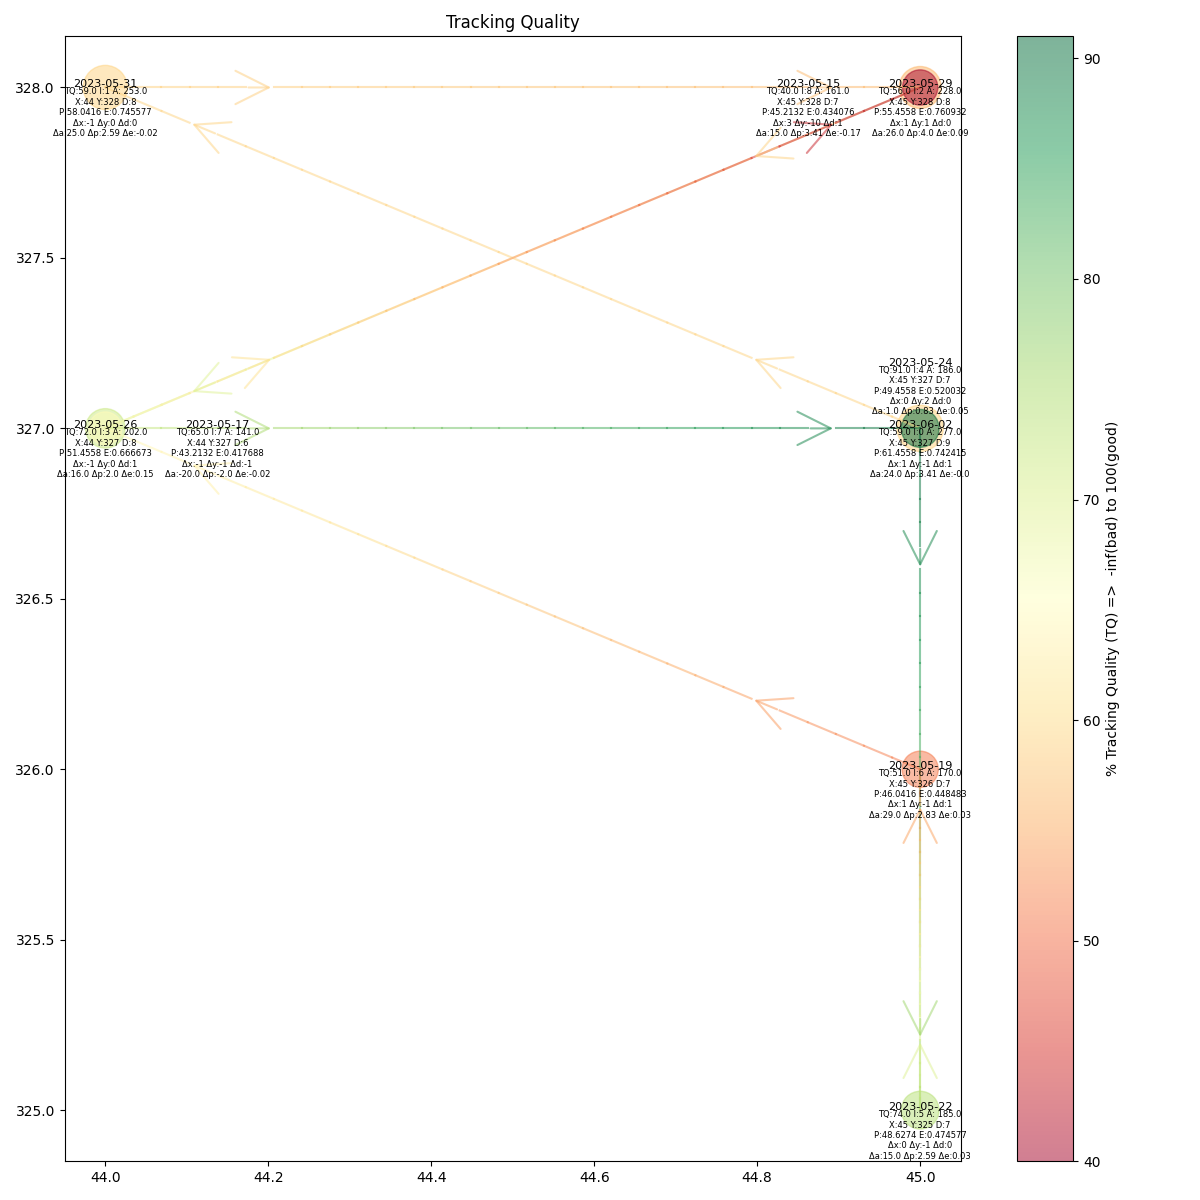 Tracking Quality
328.0
327.5
327.0
326.5
326.0
325.5
325.0
44.0
44.2
44.4
44.6
44.8
45.0
2023-05-31
TQ:59.0 I:1 A: 253.0
X:44 Y:328 D:8
P:58.0416 E:0.745577
Δx:-1 Δy:0 Δd:0
Δa:25.0 Δp:2.59 Δe:-0.02
2023-05-15
TQ:40.0 I:8 A: 161.0
X:45 Y:328 D:7
P:45.2132 E:0.434076
Δx:3 Δy:-10 Δd:1
Δa:15.0 Δp:3.41 Δe:-0.17
2023-05-29
TQ:56.0 I:2 A: 228.0
X:45 Y:328 D:8
P:55.4558 E:0.760932
Δx:1 Δy:1 Δd:0
Δa:26.0 Δp:4.0 Δe:0.09
2023-05-24
TQ:91.0 I:4 A: 186.0
X:45 Y:327 D:7
P:49.4558 E:0.520032
Δx:0 Δy:2 Δd:0
Δa:1.0 Δp:0.83 Δe:0.05
2023-05-26
TQ:72.0 I:3 A: 202.0
X:44 Y:327 D:8
P:51.4558 E:0.666673
Δx:-1 Δy:0 Δd:1
Δa:16.0 Δp:2.0 Δe:0.15
2023-05-17
TQ:65.0 I:7 A: 141.0
X:44 Y:327 D:6
P:43.2132 E:0.417688
Δx:-1 Δy:-1 Δd:-1
Δa:-20.0 Δp:-2.0 Δe:-0.02
2023-06-02
TQ:59.0 I:0 A: 277.0
X:45 Y:327 D:9
P:61.4558 E:0.742415
Δx:1 Δy:-1 Δd:1
Δa:24.0 Δp:3.41 Δe:-0.0
2023-05-19
TQ:51.0 I:6 A: 170.0
X:45 Y:326 D:7
P:46.0416 E:0.448483
Δx:1 Δy:-1 Δd:1
Δa:29.0 Δp:2.83 Δe:0.03
2023-05-22
TQ:74.0 I:5 A: 185.0
X:45 Y:325 D:7
P:48.6274 E:0.474577
Δx:0 Δy:-1 Δd:0
Δa:15.0 Δp:2.59 Δe:0.03
90
80
70
60
50
40
% Tracking Quality (TQ) => -inf(bad) to 100(good)